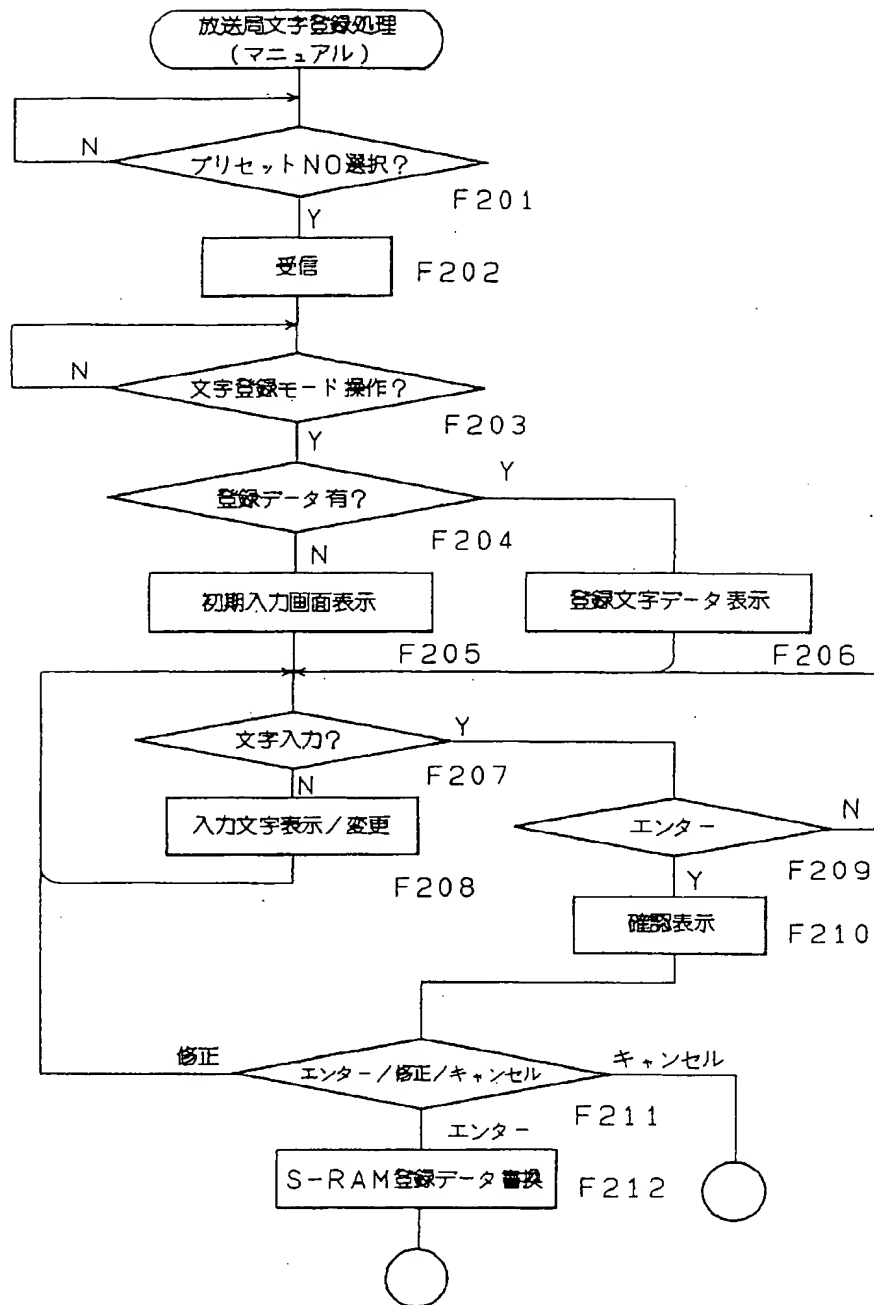 放送局文字登録処理
(マニュアル)
N
プリセットNO選択?
F201
Y
受信
F202
N
文字登録モード操作?
F203
Y
登録データ有?
Y
F204
N
初期入力画面表示
登録文字データ表示
F205
F206
文字入力?
Y
F207
N
入力文字表示/変更
エンター
N
F208
F209
Y
確認表示
F210
修正
エンター/修正/キャンセル
キャンセル
F211
エンター
S-RAM登録データ書換
F212